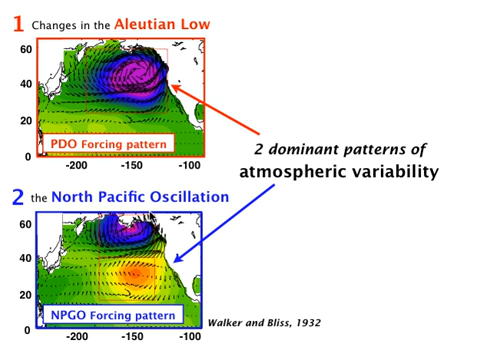 1 Changes in the Aleutian Low
60
40
20
0
PDO Forcing pattern
-200 -150 -100
2 dominant patterns of
atmospheric variability
2 the North Pacific Oscillation
60
40
20
0
NPGO Forcing pattern
-200 -150 -100
Walker and Bliss, 1932